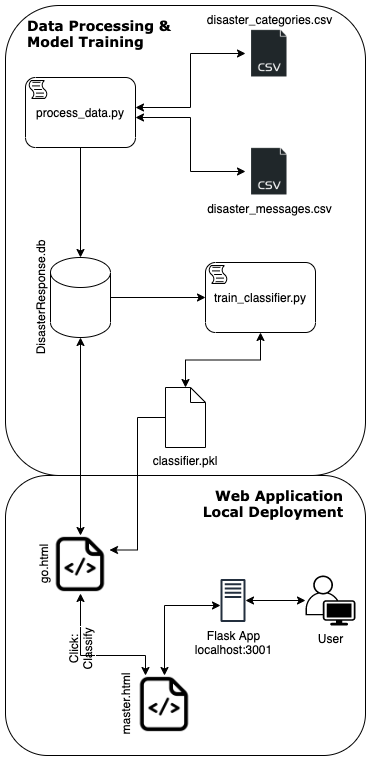 Data Processing &
Model Training
disaster_categories.csv
CSV
process_data.py
CSV
disaster_messages.csv
DisasterResponse.db
train_classifier.py
classifier.pkl
Web Application
Local Deployment
go.html
</>
Click:
Classify
Flask App
localhost:3001
User
master.html
</>